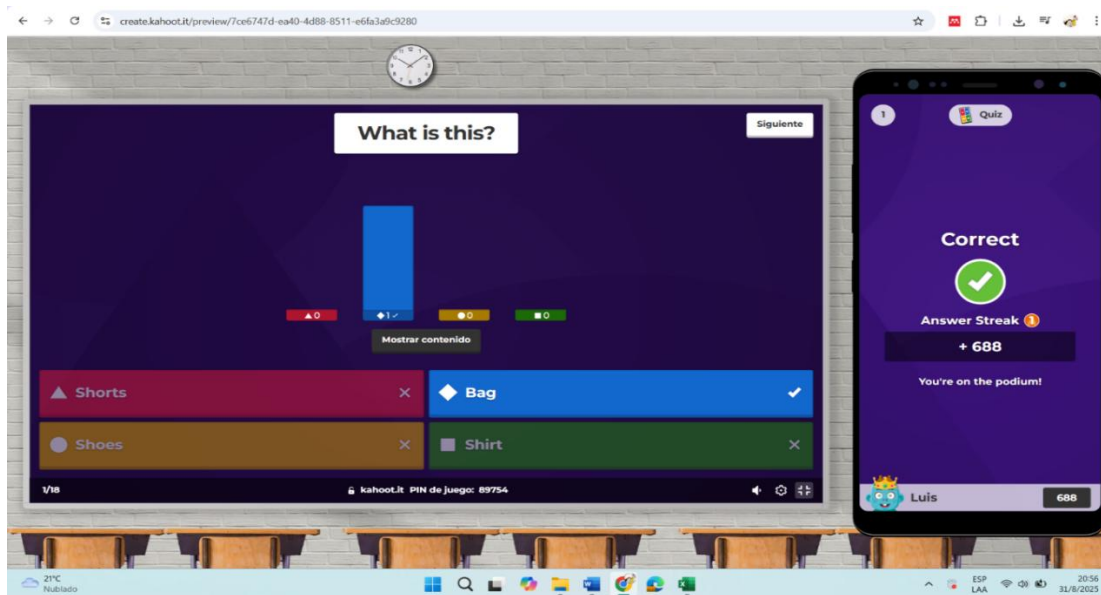 create.kahoot.it/preview/7ce6747d-ea40-4d88-8511-e6fa3a9c9280
What is this?
Siguiente
0
1
0
0
Mostrar contenido
Shorts
Bag
Shoes
Shirt
1/18
kahoot.it PIN de juego: 89754
1
Quiz
Correct
Answer Streak 1
+ 688
You're on the podium!
Luis
688
21°C
Nublado
ESP
LAA
20:56
31/8/2025